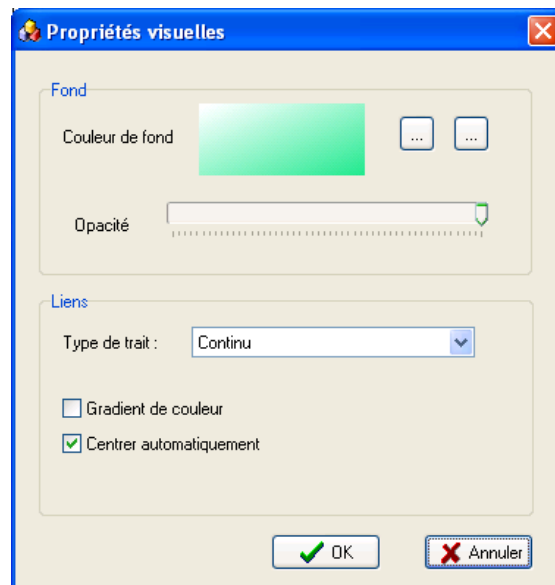 Propriétés visuelles
Fond
Couleur de fond
... ...
Opacité
Liens
Type de trait : Continu
Gradient de couleur
Centrer automatiquement
OK Annuler